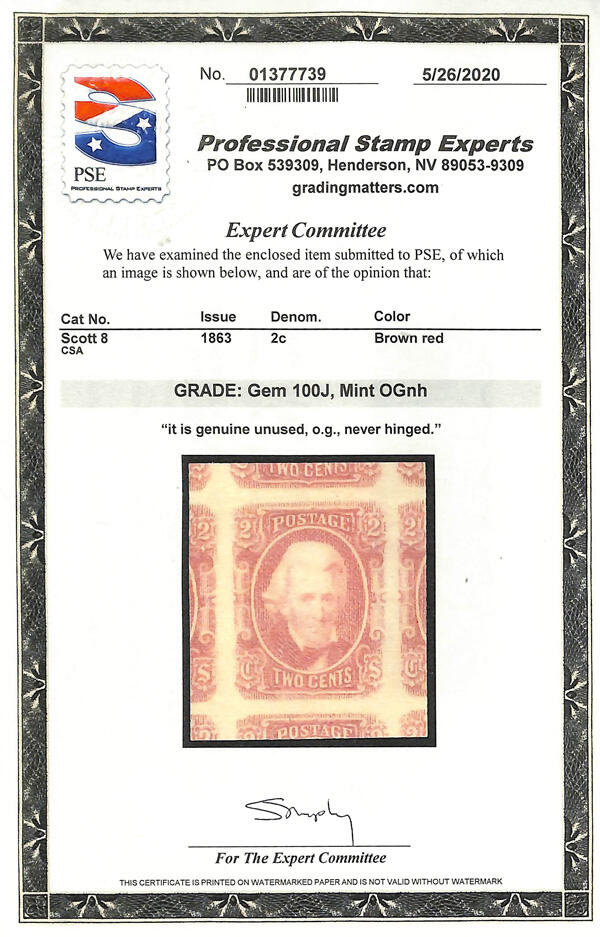 No. 01377739 5/26/2020
PSE
PROFESSIONAL STAMP EXPERTS
Professional Stamp Experts
PO Box 539309, Henderson, NV 89053-9309
gradingmatters.com
Expert Committee
We have examined the enclosed item submitted to PSE, of which
an image is shown below, and are of the opinion that:
Cat No. Issue Denom. Color
Scott 8 1863 2c Brown red
CSA
GRADE: Gem 100J, Mint OGnh
“it is genuine unused, o.g., never hinged.”
TWO CENTS
2 2 POSTAGE 2 2
S C TWO CENTS S C
POSTAGE
For The Expert Committee
THIS CERTIFICATE IS PRINTED ON WATERMARKED PAPER AND IS NOT VALID WITHOUT WATERMARK